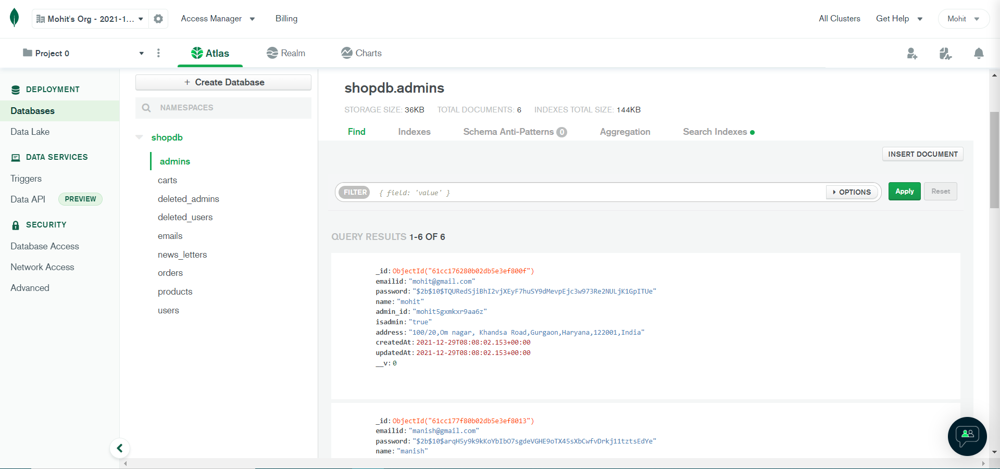 Mohit's Org - 2021-1... Access Manager Billing All Clusters Get Help Mohit
Project 0 Atlas Realm Charts
DEPLOYMENT
Databases
Data Lake
DATA SERVICES
Triggers
Data API PREVIEW
SECURITY
Database Access
Network Access
Advanced
+ Create Database
NAMESPACES
shopdb
admins
carts
deleted_admins
deleted_users
emails
news_letters
orders
products
users
shopdb.admins
STORAGE SIZE: 36KB TOTAL DOCUMENTS: 6 INDEXES TOTAL SIZE: 144KB
Find Indexes Schema Anti-Patterns 0 Aggregation Search Indexes
INSERT DOCUMENT
FILTER { field: 'value' } OPTIONS Apply Reset
QUERY RESULTS 1-6 OF 6
_id: ObjectId("61cc176280b02db5e3ef800f")
emailid: "mohit@gmail.com"
password: "$2b$10$TQURedSjiBhI2vjXEyF7huSY9dMevpEjc3w973Re2NULjK1GpITUe"
name: "mohit"
admin_id: "mohit5gxmkxr9aa6z"
isadmin: "true"
address: "100/20,Om nagar, Khandsa Road,Gurgaon,Haryana,122001,India"
createdAt: 2021-12-29T08:08:02.153+00:00
updatedAt: 2021-12-29T08:08:02.153+00:00
__v: 0
_id: ObjectId("61cc177f80b02db5e3ef8013")
emailid: "manish@gmail.com"
password: "$2b$10$arqH5y9k9kKoYbIbO7sgdeVGHE9oTX45sXbCwfvDrkj11tztsEdYe"
name: "manish"